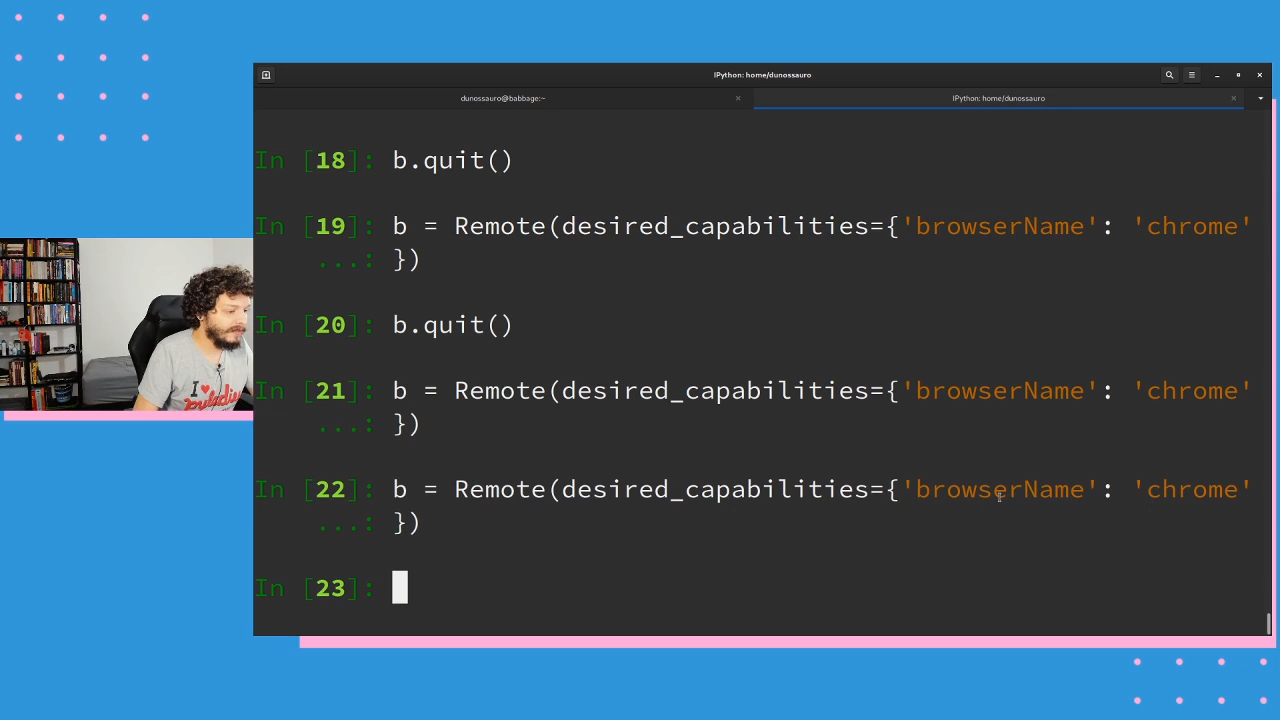 IPython: home/dunossauro
dunossauro@babbage:~
IPython: home/dunossauro
In [18]: b.quit()
In [19]: b = Remote(desired_capabilities={'browserName': 'chrome'
...: })
In [20]: b.quit()
In [21]: b = Remote(desired_capabilities={'browserName': 'chrome'
...: })
In [22]: b = Remote(desired_capabilities={'browserName': 'chrome'
...: })
In [23]:
I